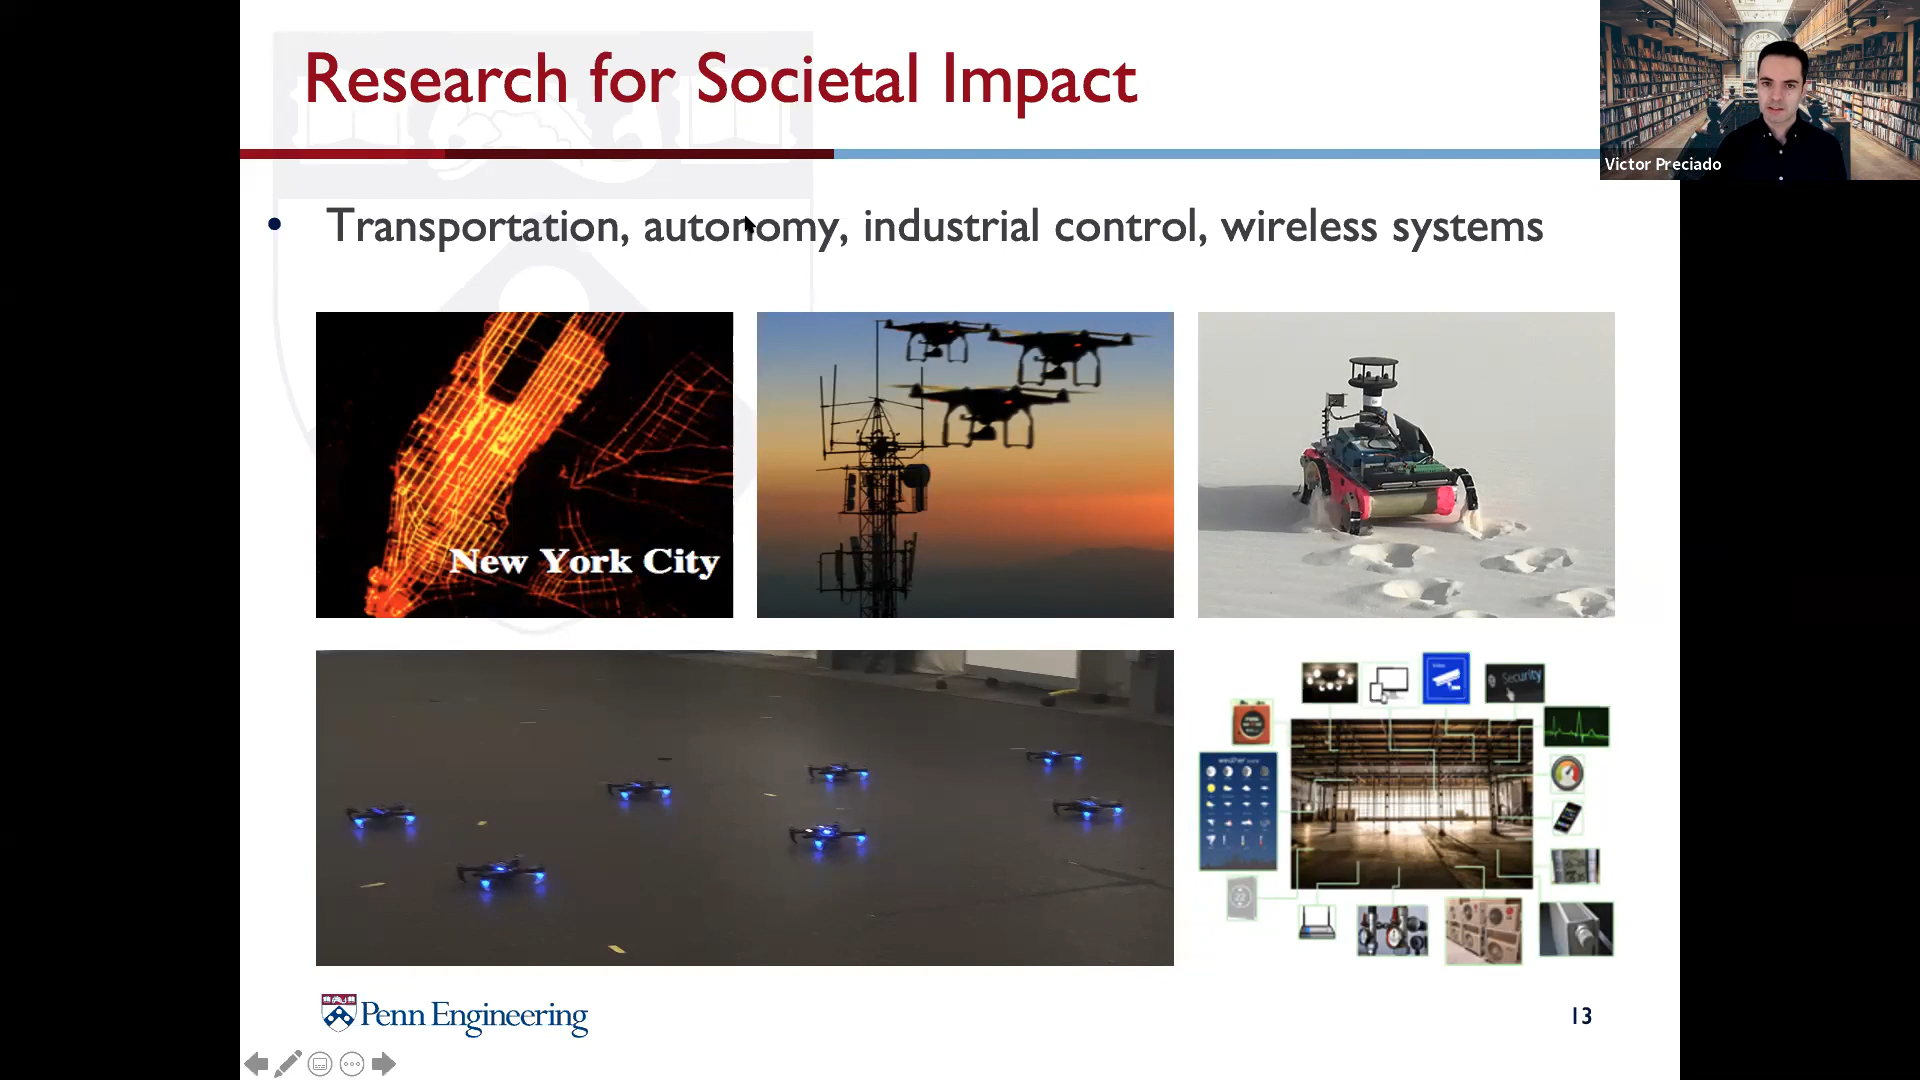 Research for Societal Impact
Victor Preciado
• Transportation, autonomy, industrial control, wireless systems
New York City
Security
22
Penn Engineering
13